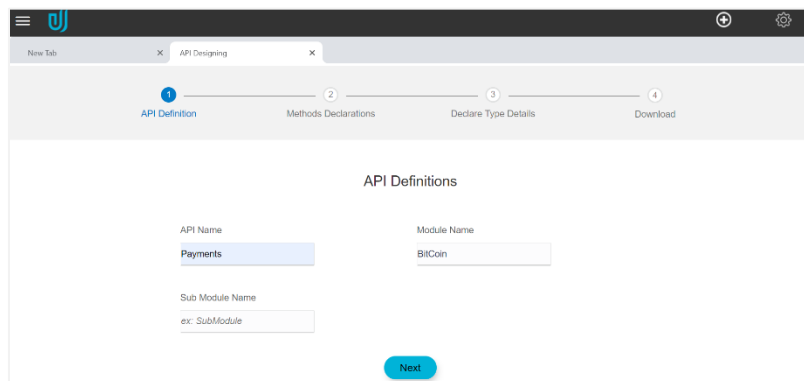 New Tab × API Designing ×
1 2 3 4
API Definition Methods Declarations Declare Type Details Download
API Definitions
API Name Module Name
Payments BitCoin
Sub Module Name
ex: SubModule
Next